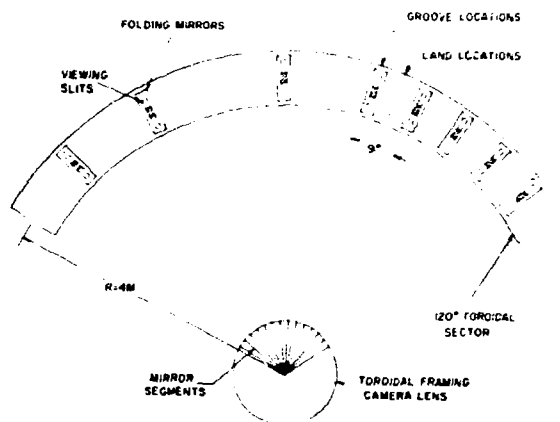 GROOVE LOCATIONS
FOLDING MIRRORS
LAND LOCATIONS
VIEWING
SLITS
9°
R=4M
120° TOROIDAL
SECTOR
MIRROR
SEGMENTS
TOROIDAL FRAMING
CAMERA LENS